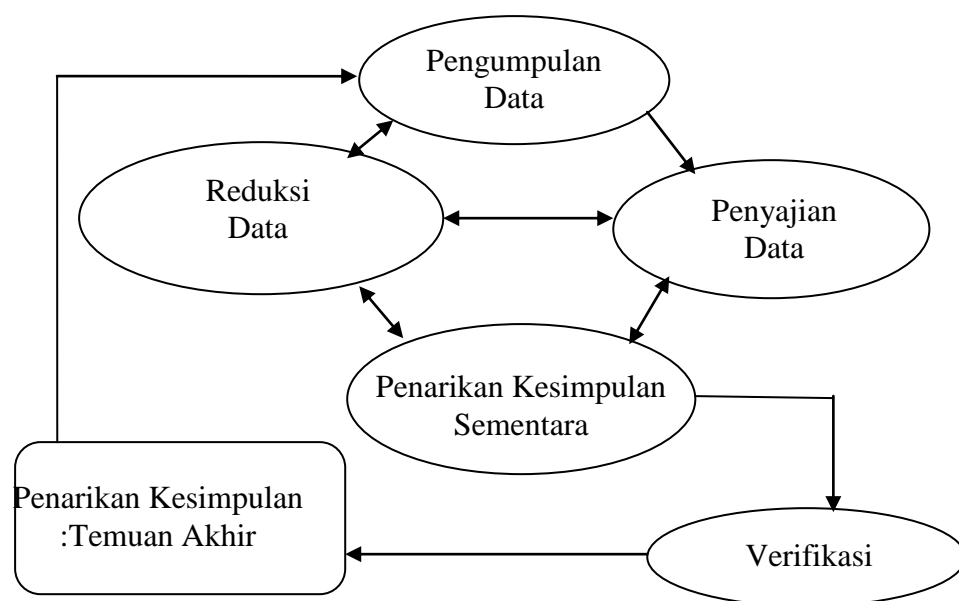 Pengumpulan
Data
Reduksi
Data
Penyajian
Data
Penarikan Kesimpulan
Sementara
Penarikan Kesimpulan
:Temuan Akhir
Verifikasi